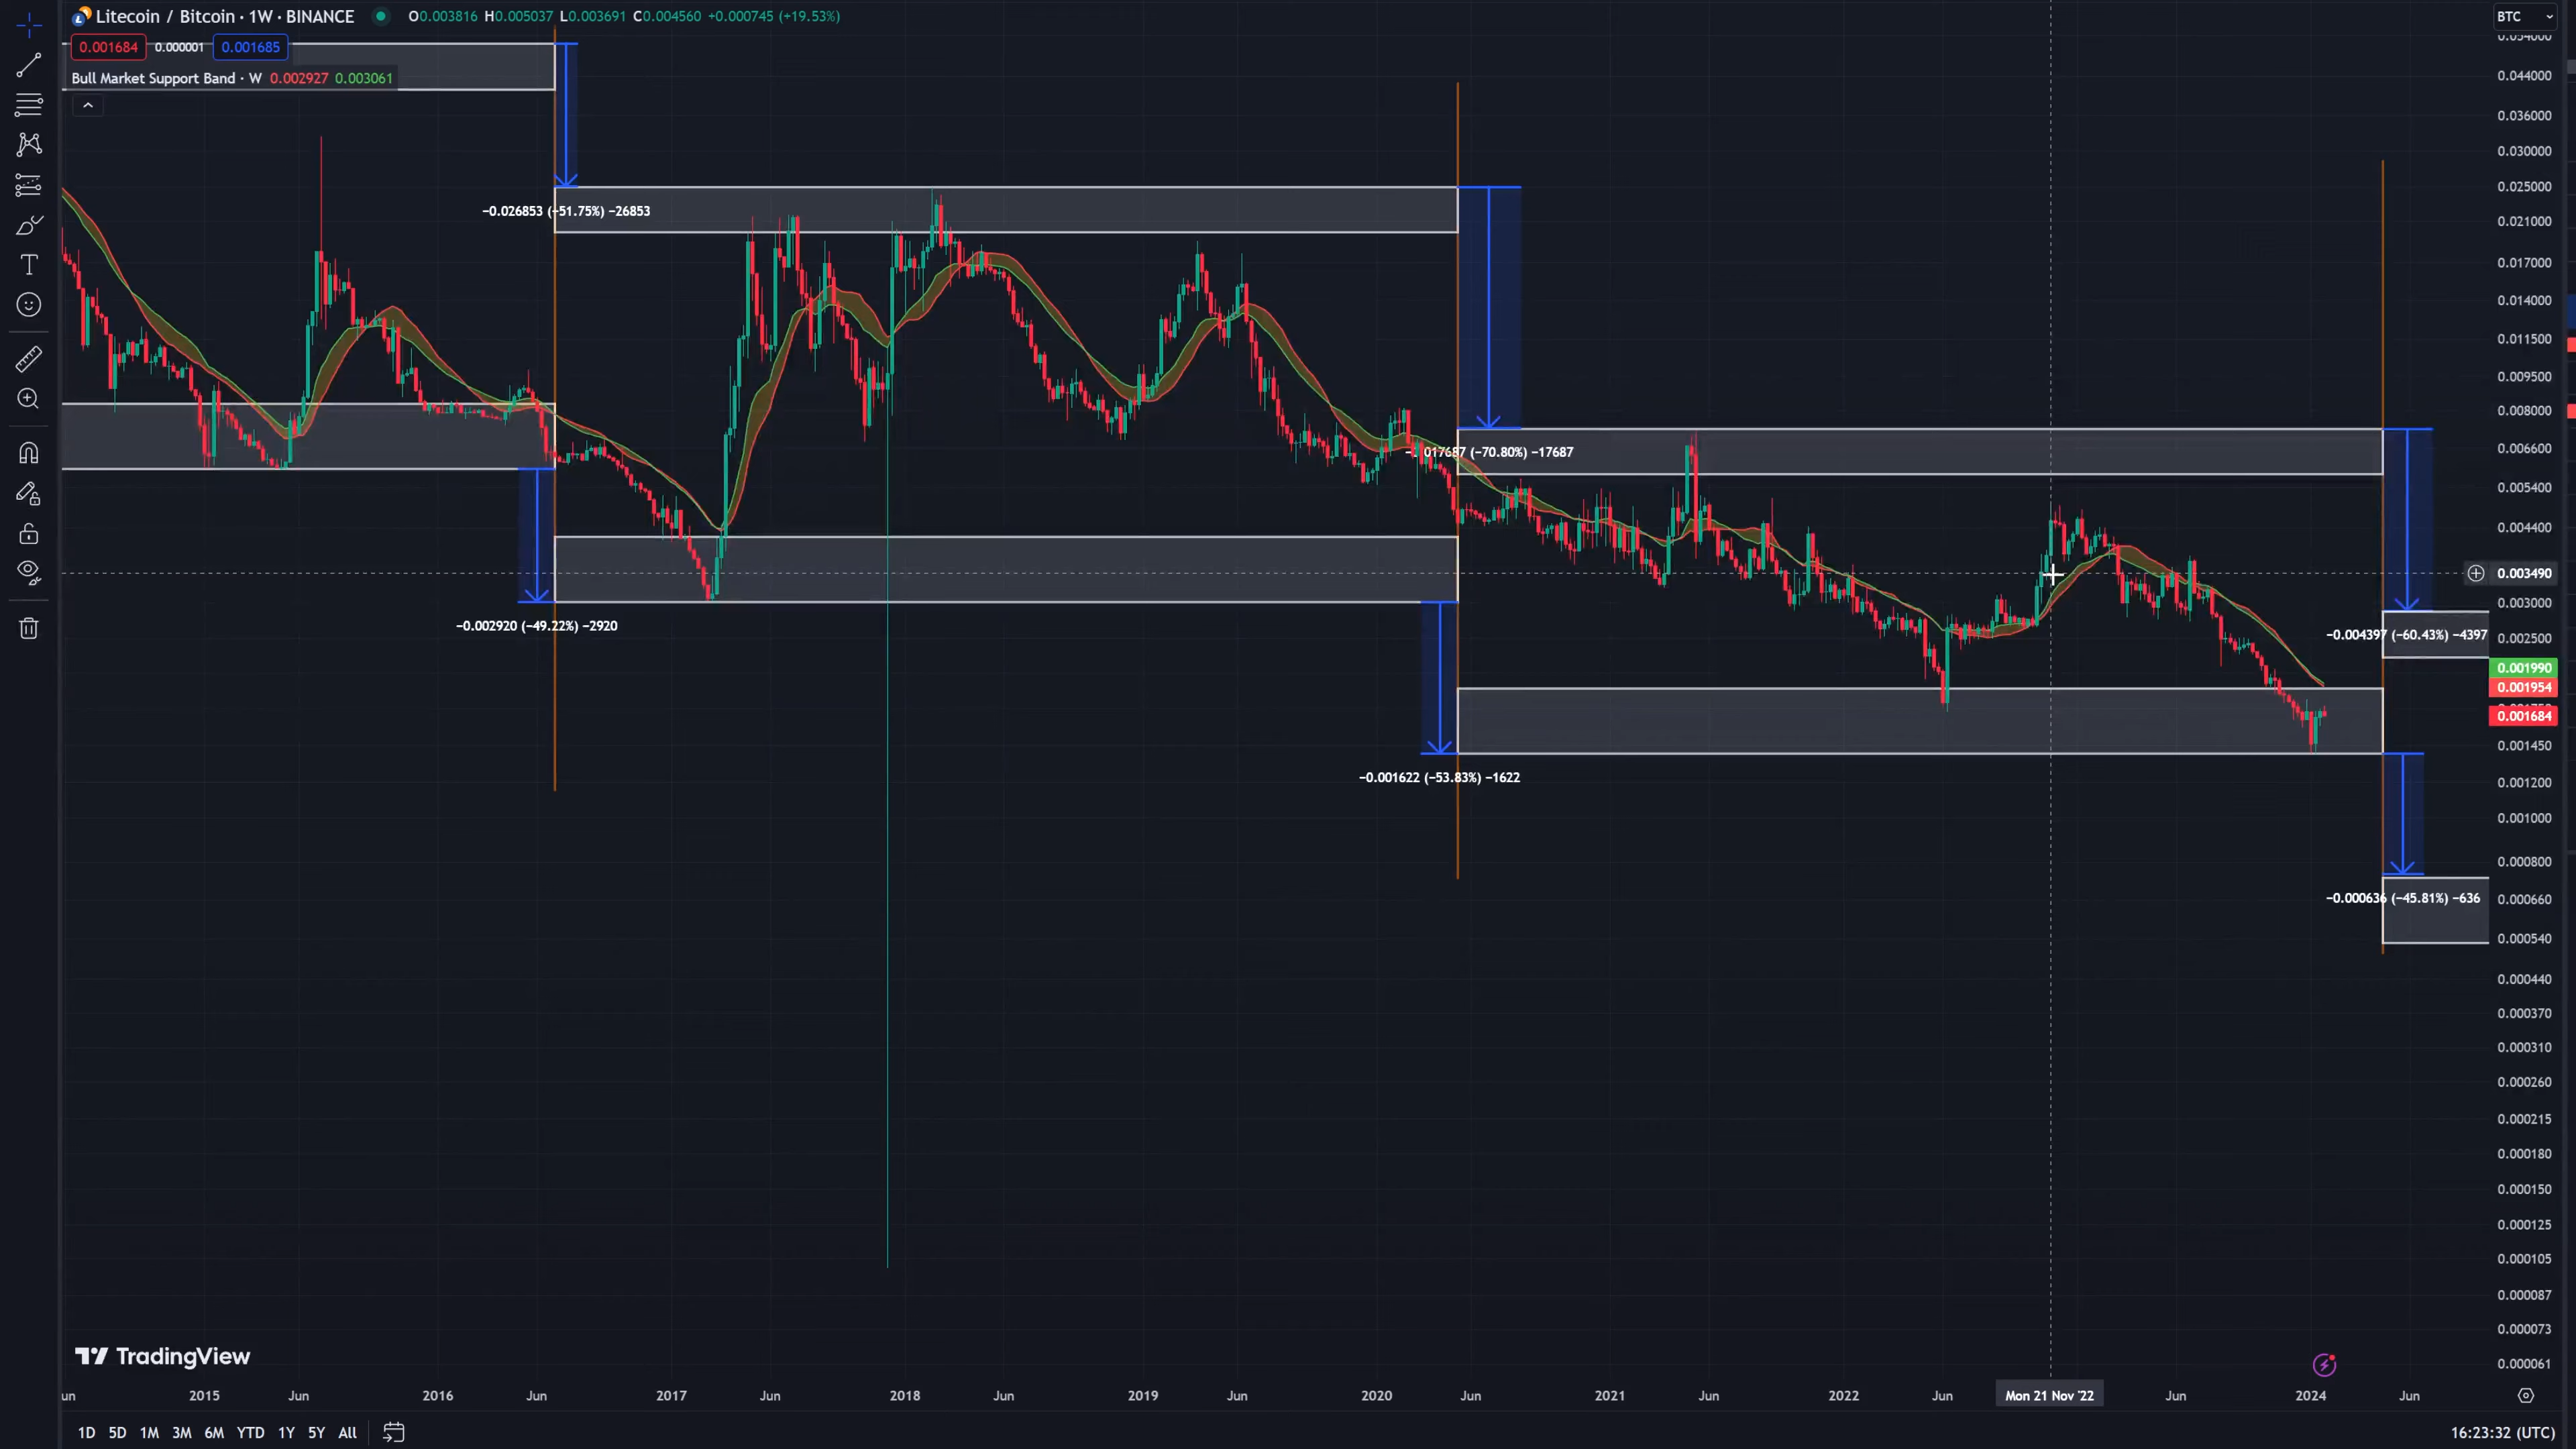 Litecoin / Bitcoin · 1W · BINANCE O0.003816 H0.005037 L0.003691 C0.004560 +0.000745 (+19.53%)
0.001684 0.000001 0.001685
Bull Market Support Band · W 0.002927 0.003061
BTC
0.054000
0.044000
0.036000
0.030000
0.025000
0.021000
0.017000
0.014000
0.011500
0.009500
0.008000
0.006600
0.005400
0.004400
0.003490
0.003000
0.002500
0.001990
0.001954
0.001684
0.001450
0.001200
0.001000
0.000800
0.000660
0.000540
0.000440
0.000370
0.000310
0.000260
0.000215
0.000180
0.000150
0.000125
0.000105
0.000087
0.000073
0.000061
−0.026853 (−51.75%) −26853
017687 (−70.80%) −17687
−0.002920 (−49.22%) −2920
−0.004397 (−60.43%) −4397
−0.001622 (−53.83%) −1622
−0.000636 (−45.81%) −636
TradingView
un 2015 Jun 2016 Jun 2017 Jun 2018 Jun 2019 Jun 2020 Jun 2021 Jun 2022 Jun Mon 21 Nov '22 Jun 2024 Jun
1D 5D 1M 3M 6M YTD 1Y 5Y All 16:23:32 (UTC)